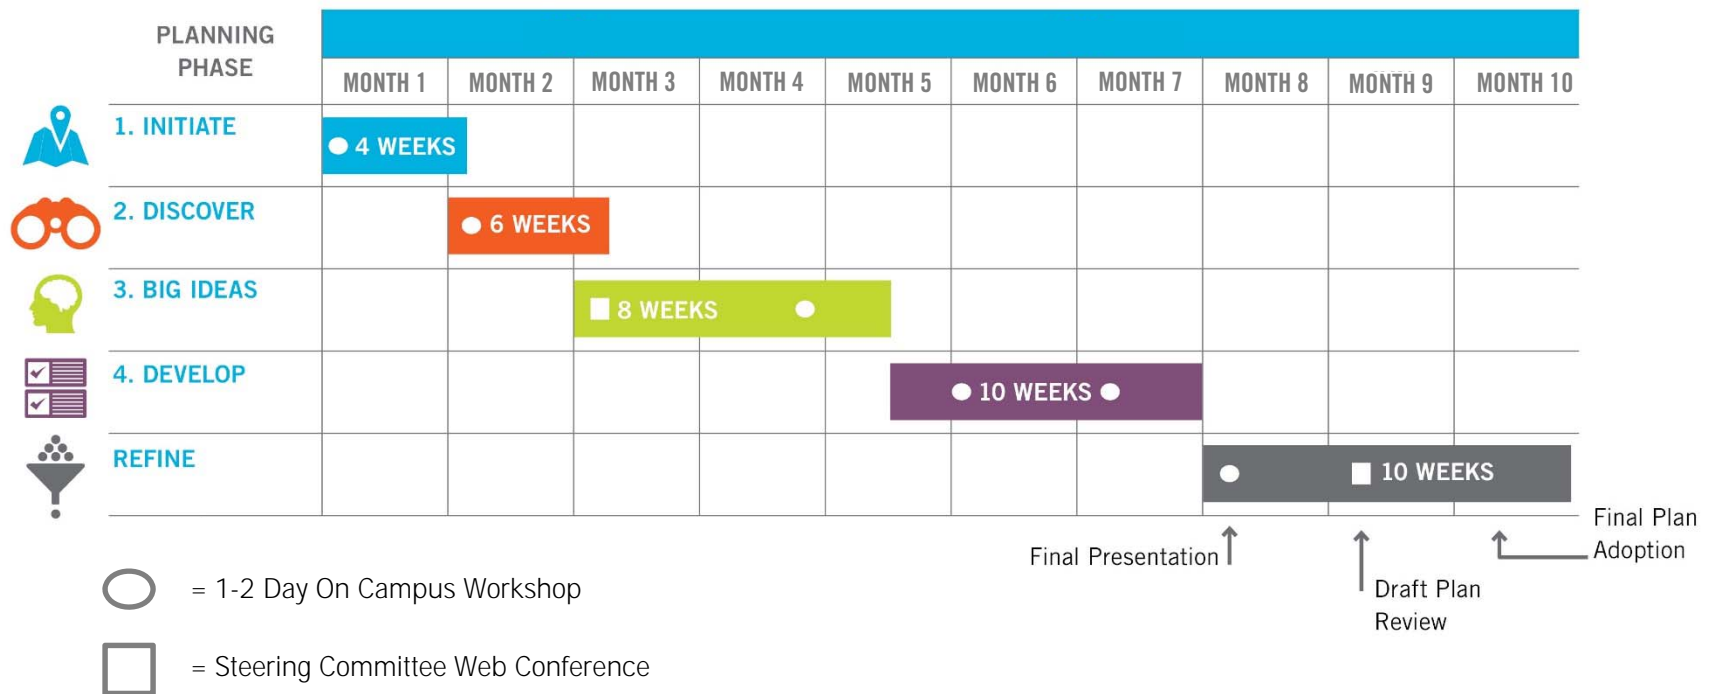 PLANNING
PHASE
MONTH 1 MONTH 2 MONTH 3 MONTH 4 MONTH 5 MONTH 6 MONTH 7 MONTH 8 MONTH 9 MONTH 10
1. INITIATE
4 WEEKS
2. DISCOVER
6 WEEKS
3. BIG IDEAS
8 WEEKS
4. DEVELOP
10 WEEKS
REFINE
10 WEEKS
Final Presentation
Draft Plan
Review
Final Plan
Adoption
= 1-2 Day On Campus Workshop
= Steering Committee Web Conference